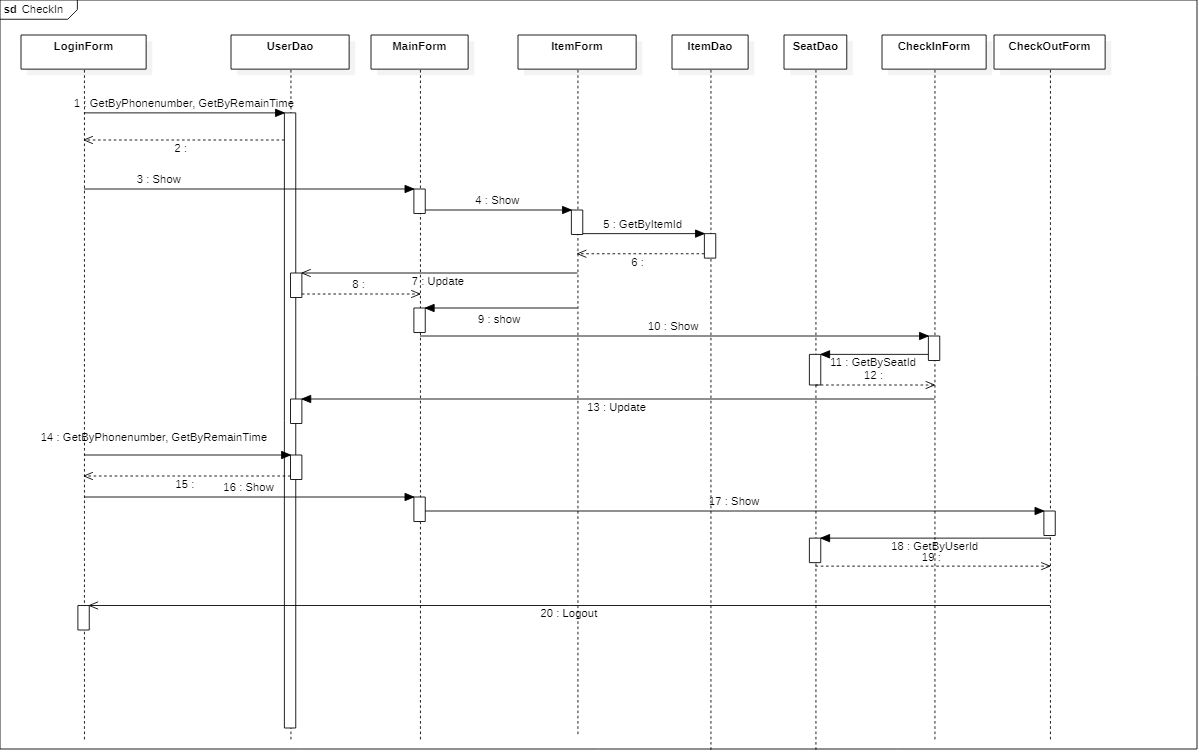 sd CheckIn
LoginForm
UserDao
MainForm
ItemForm
ItemDao
SeatDao
CheckInForm
CheckOutForm
1 : GetByPhonenumber, GetByRemainTime
2 :
3 : Show
4 : Show
5 : GetByItemId
6 :
7 : Update
8 :
9 : show
10 : Show
11 : GetBySeatId
12 :
13 : Update
14 : GetByPhonenumber, GetByRemainTime
15 :
16 : Show
17 : Show
18 : GetByUserId
19 :
20 : Logout